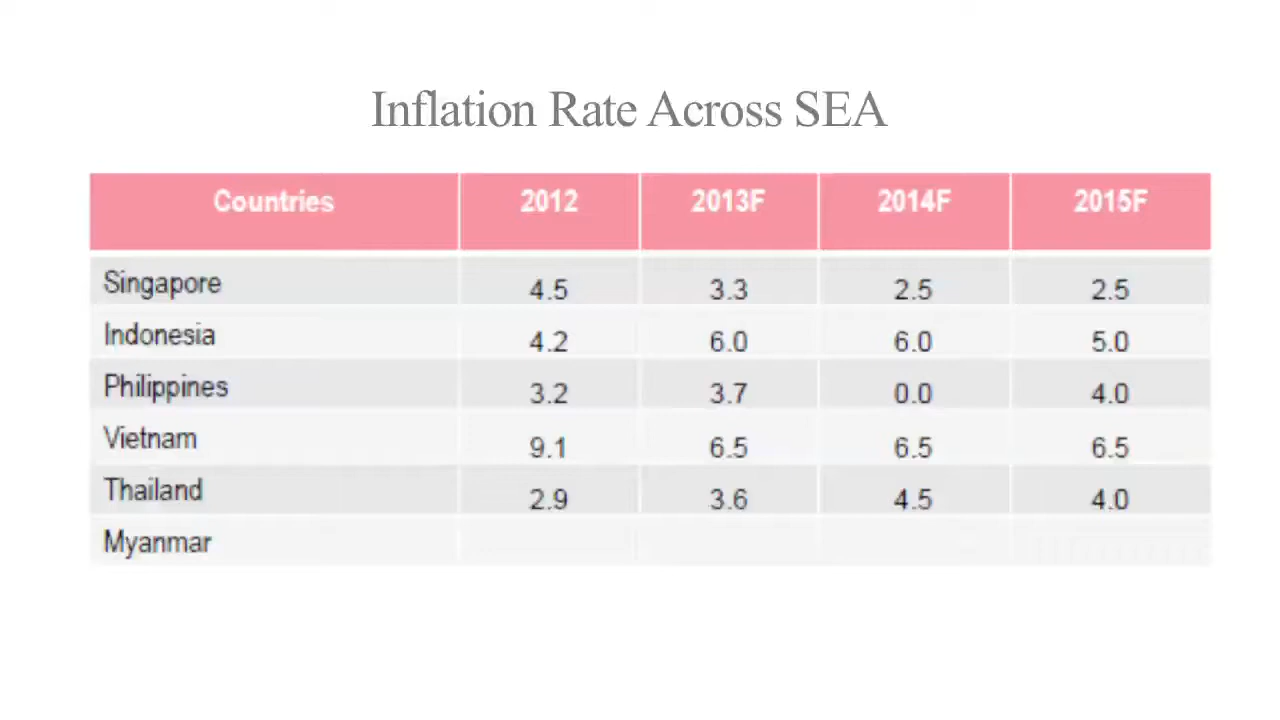 Inflation Rate Across SEA
Countries 2012 2013F 2014F 2015F
Singapore 4.5 3.3 2.5 2.5
Indonesia 4.2 6.0 6.0 5.0
Philippines 3.2 3.7 0.0 4.0
Vietnam 9.1 6.5 6.5 6.5
Thailand 2.9 3.6 4.5 4.0
Myanmar